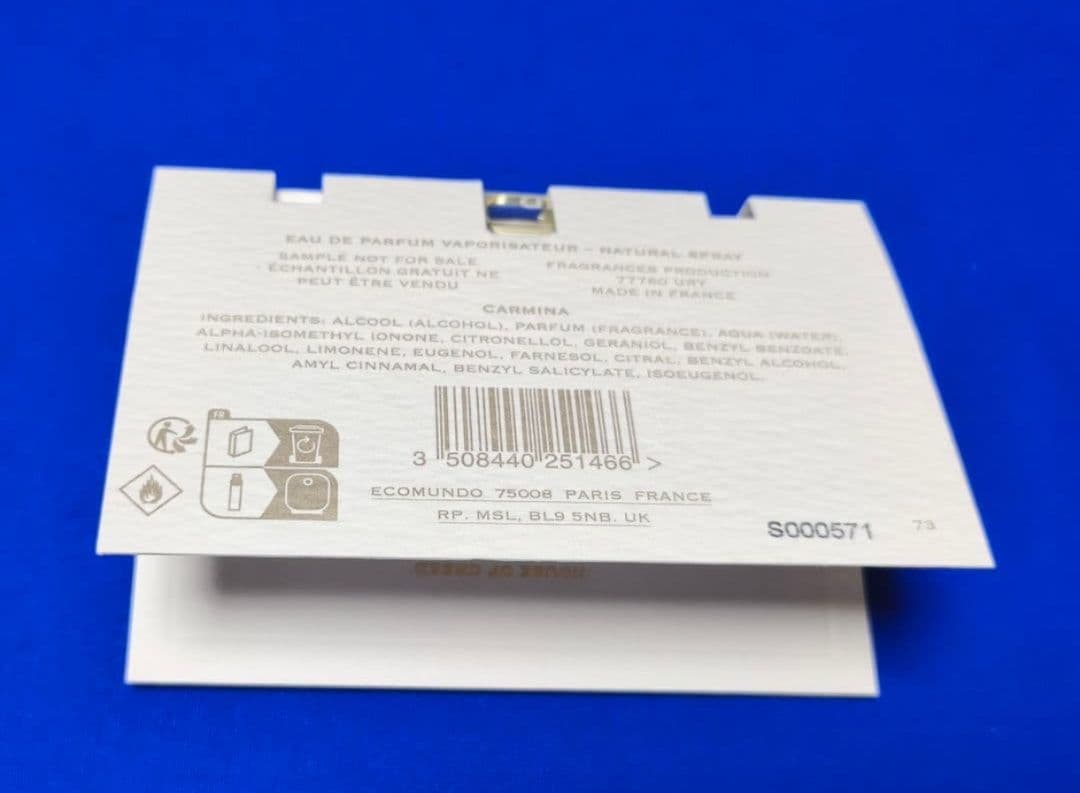 EAU DE PARFUM VAPORISATEUR – NATURAL SPRAY
SAMPLE NOT FOR SALE
ÉCHANTILLON GRATUIT NE
PEUT ÊTRE VENDU
FRAGRANCES PRODUCTION
77760 URY
MADE IN FRANCE
CARMINA
INGREDIENTS: ALCOOL (ALCOHOL), PARFUM (FRAGRANCE), AQUA (WATER),
ALPHA-ISOMETHYL IONONE, CITRONELLOL, GERANIOL, BENZYL BENZOATE,
LINALOOL, LIMONENE, EUGENOL, FARNESOL, CITRAL, BENZYL ALCOHOL,
AMYL CINNAMAL, BENZYL SALICYLATE, ISOEUGENOL.
FR
3 508440 251466 >
ECOMUNDO 75008 PARIS FRANCE
RP. MSL, BL9 5NB. UK
S000571
73
HOUSE OF CREED